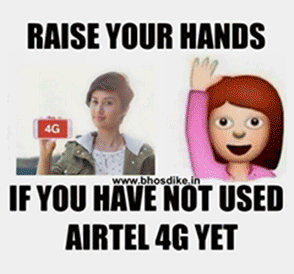 RAISE YOUR HANDS
4G
www.bhosdike.in
IF YOU HAVE NOT USED
AIRTEL 4G YET